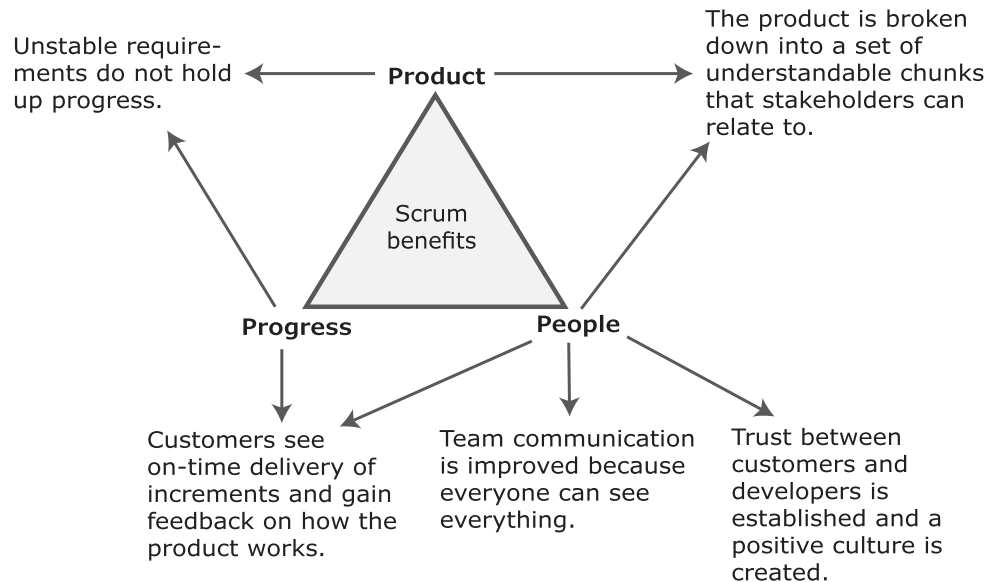 Unstable require-
ments do not hold
up progress.
Product
The product is broken
down into a set of
understandable chunks
that stakeholders can
relate to.
Scrum
benefits
Progress
People
Customers see
on-time delivery of
increments and gain
feedback on how the
product works.
Team communication
is improved because
everyone can see
everything.
Trust between
customers and
developers is
established and a
positive culture is
created.